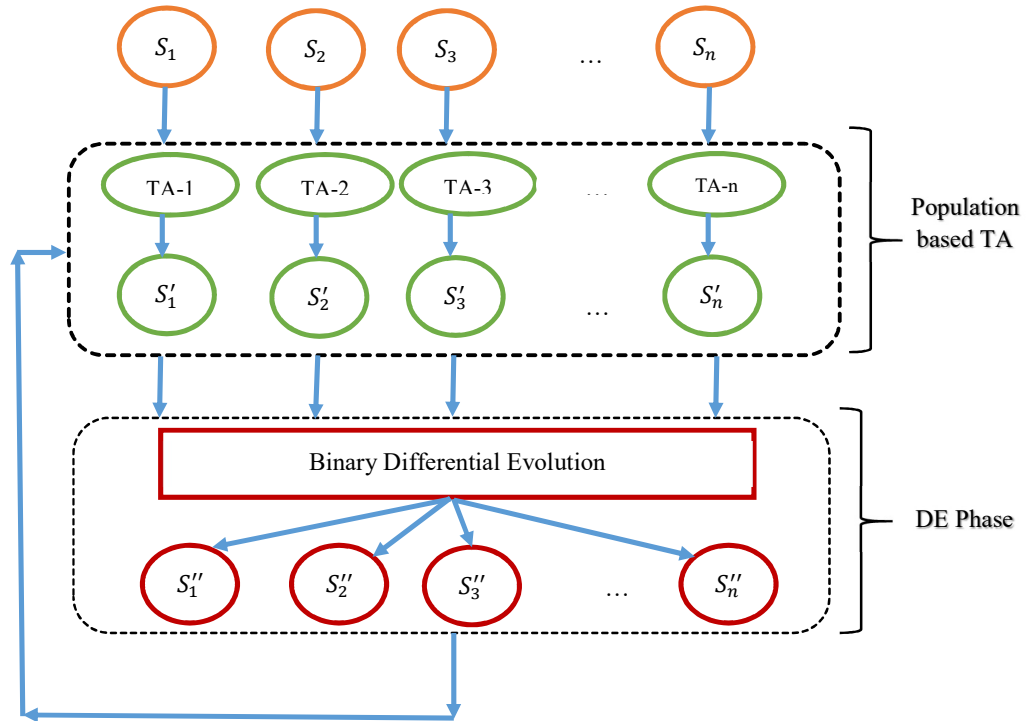 S₁ S₂ S₃ ... Sₙ
TA-1 TA-2 TA-3 ... TA-n
Population
based TA
S′₁ S′₂ S′₃ ... S′ₙ
Binary Differential Evolution
DE Phase
S′′₁ S′′₂ S′′₃ ... S′′ₙ